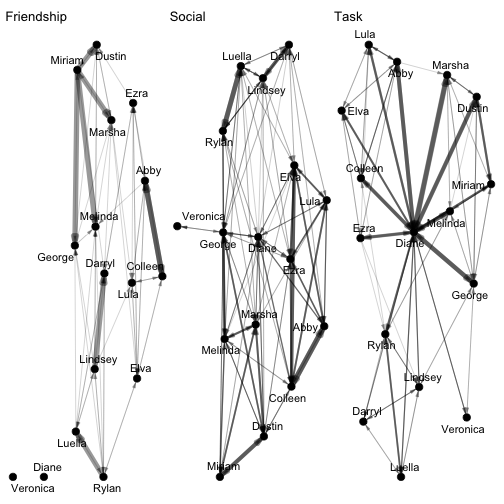 Friendship
Dustin
Miriam
Ezra
Marsha
Abby
Melinda
George
Darryl
Colleen
Lula
Lindsey
Elva
Luella
Diane
Veronica
Rylan
Social
Luella
Darryl
Lindsey
Rylan
Elva
Lula
Veronica
George
Diane
Ezra
Marsha
Abby
Melinda
Colleen
Dustin
Miriam
Task
Lula
Abby
Marsha
Elva
Dustin
Colleen
Miriam
Ezra
Melinda
Diane
George
Rylan
Lindsey
Darryl
Veronica
Luella